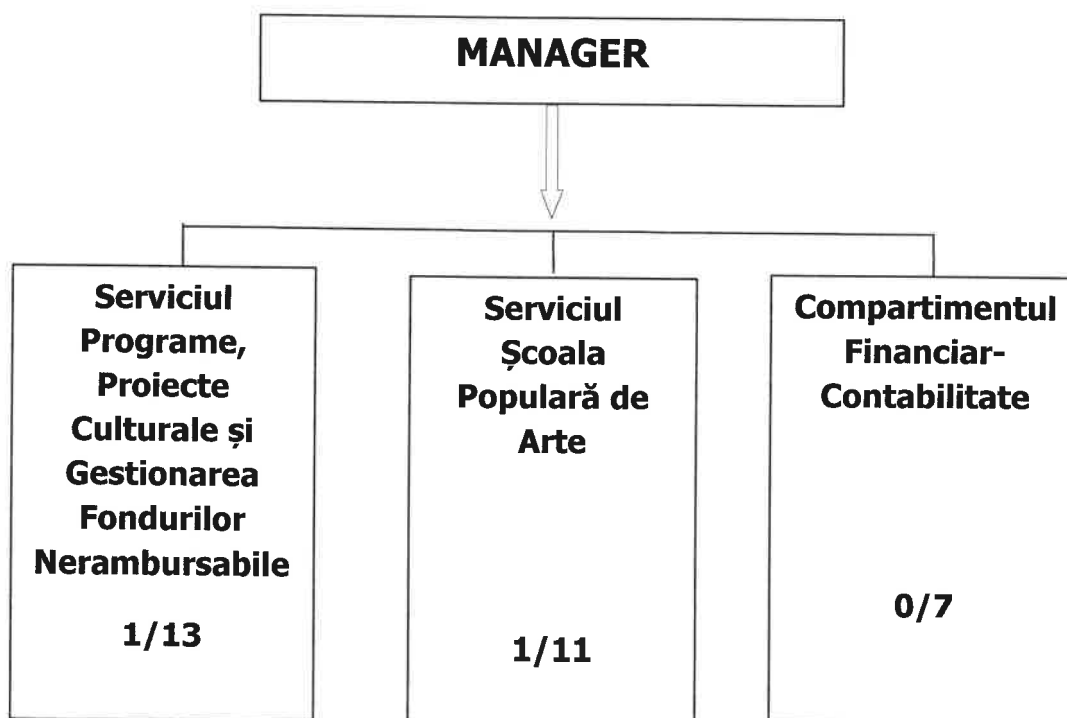 MANAGER
Serviciul
Programe,
Proiecte
Culturale și
Gestionarea
Fondurilor
Nerambursabile
1/13
Serviciul
Școala
Populară de
Arte
1/11
Compartimentul
Financiar-
Contabilitate
0/7